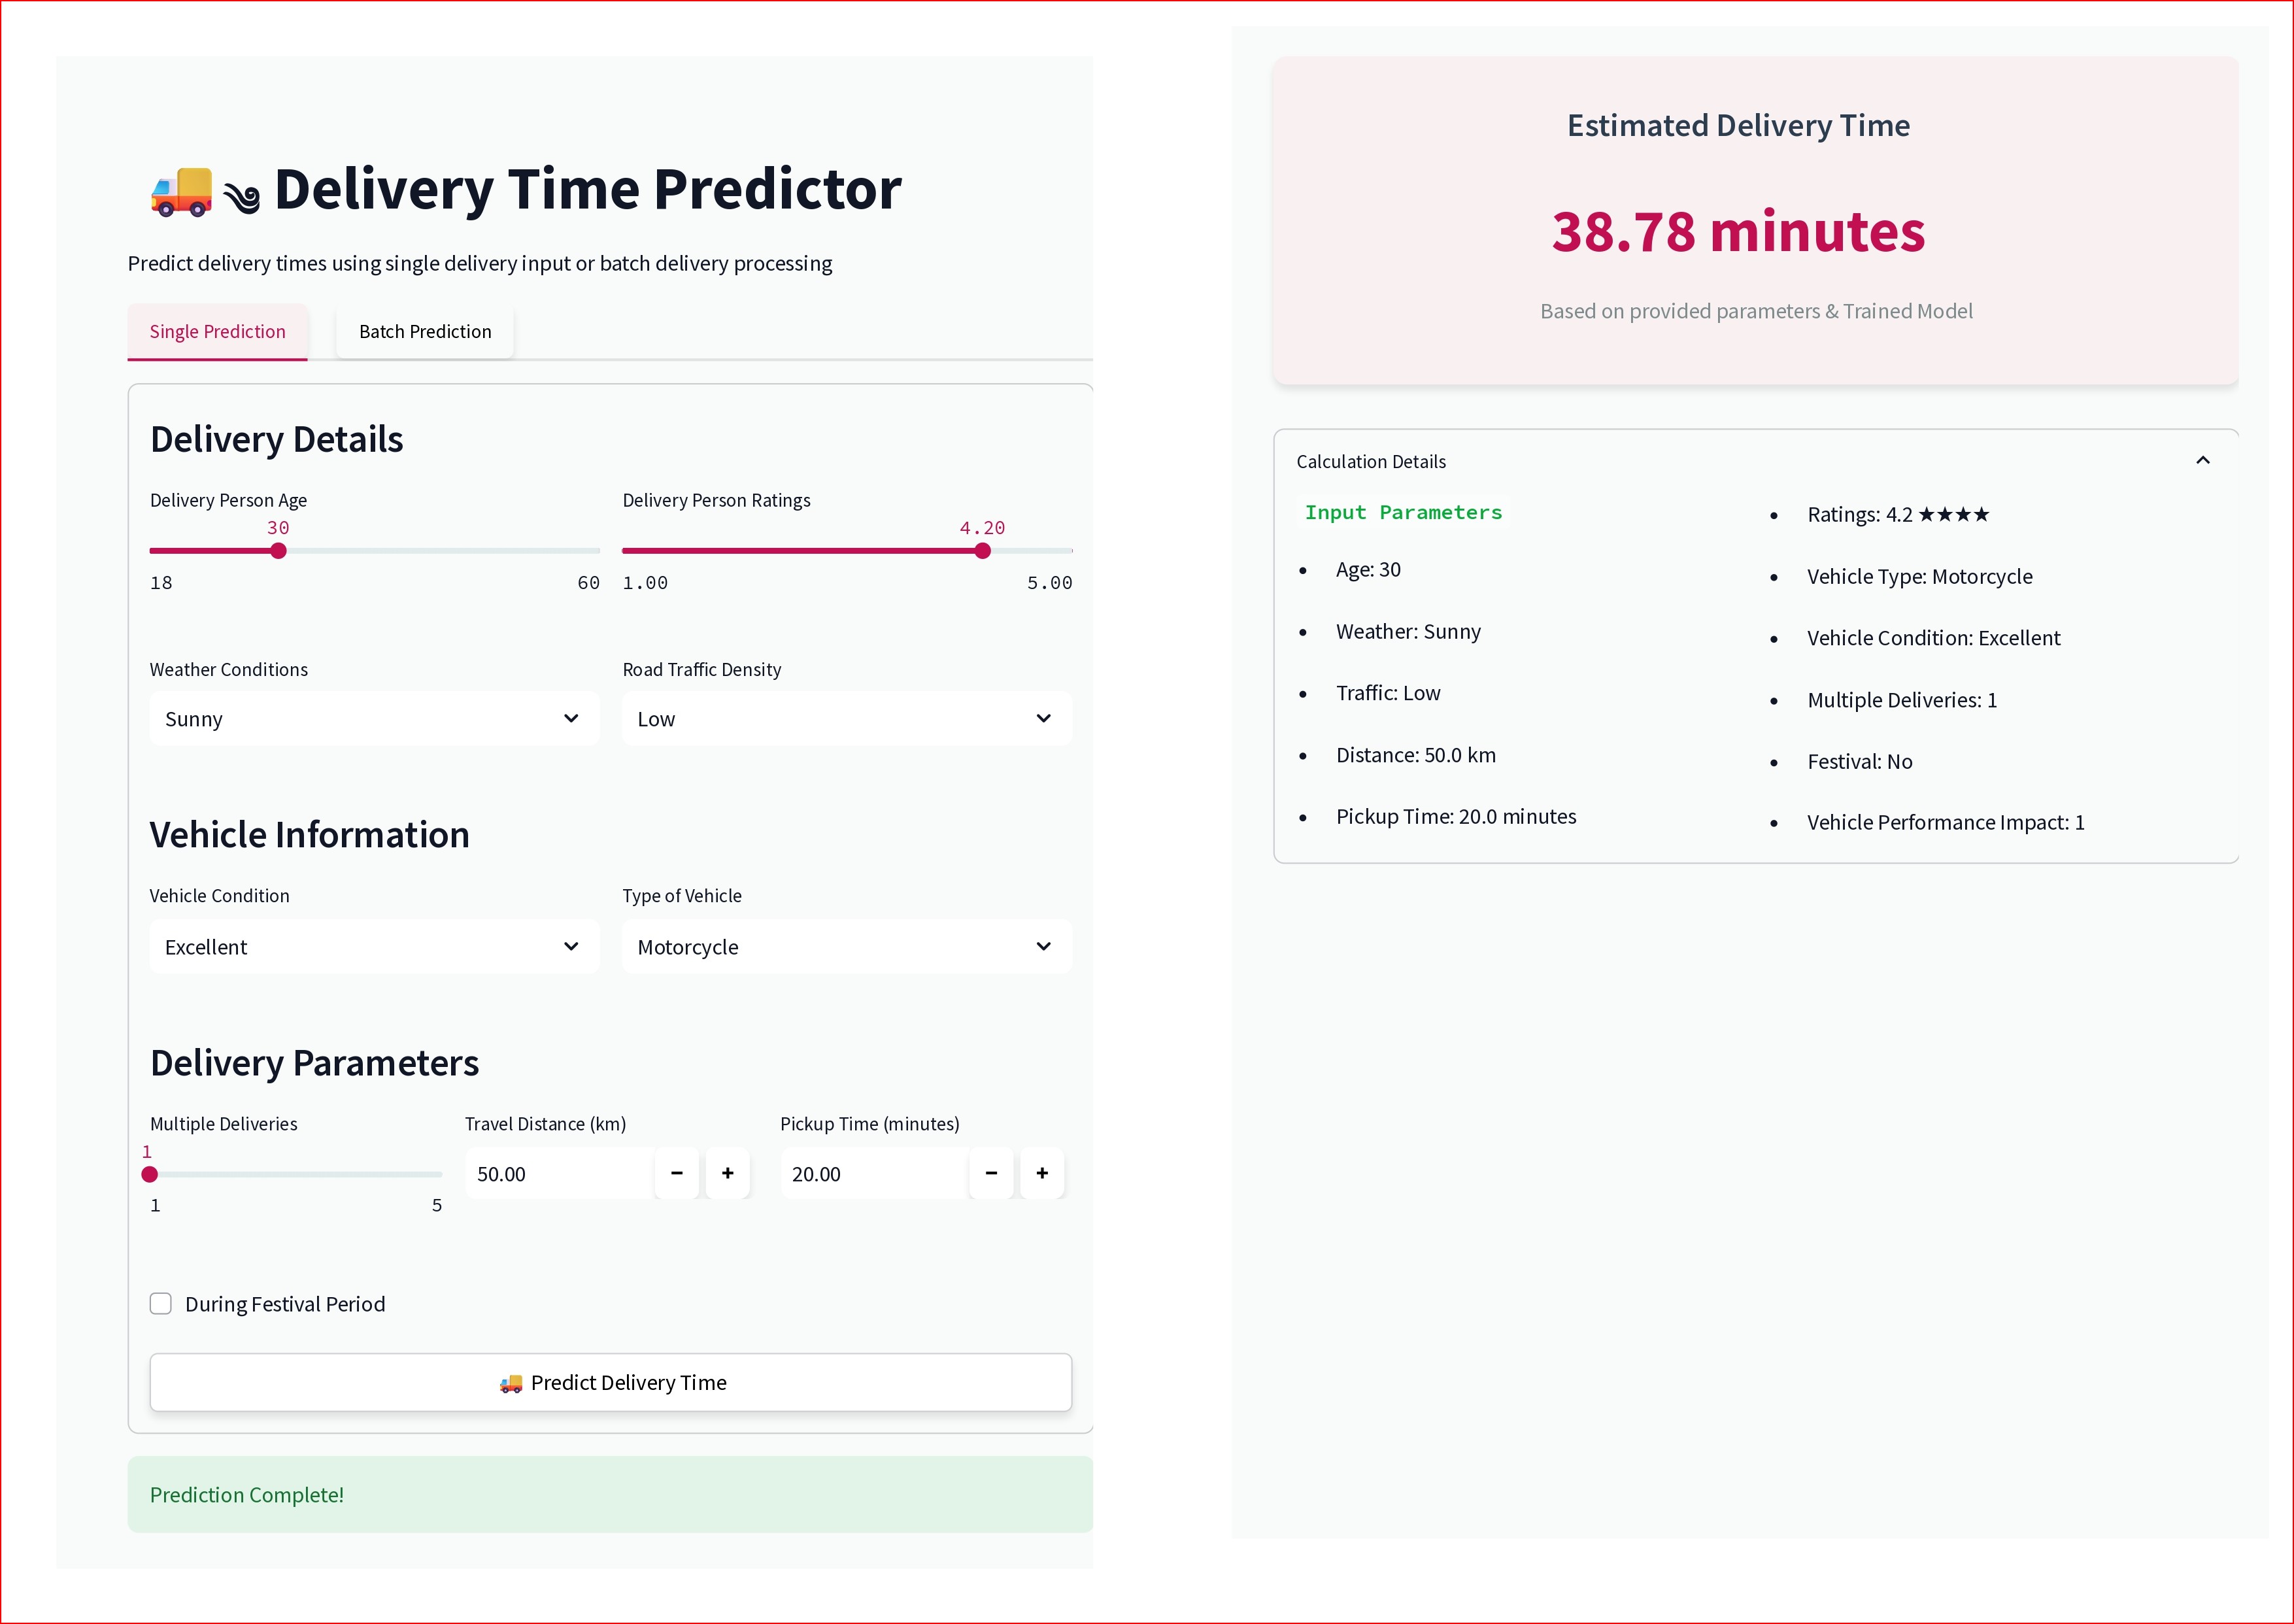 Delivery Time Predictor
Predict delivery times using single delivery input or batch delivery processing
Single Prediction Batch Prediction
Delivery Details
Delivery Person Age Delivery Person Ratings
30 4.20
18 60 1.00 5.00
Weather Conditions Road Traffic Density
Sunny Low
Vehicle Information
Vehicle Condition Type of Vehicle
Excellent Motorcycle
Delivery Parameters
Multiple Deliveries Travel Distance (km) Pickup Time (minutes)
1
50.00 − + 20.00 − +
1 5
During Festival Period
Predict Delivery Time
Prediction Complete!
Estimated Delivery Time
38.78 minutes
Based on provided parameters & Trained Model
Calculation Details
Input Parameters
• Age: 30
• Weather: Sunny
• Traffic: Low
• Distance: 50.0 km
• Pickup Time: 20.0 minutes
• Ratings: 4.2 ★★★★
• Vehicle Type: Motorcycle
• Vehicle Condition: Excellent
• Multiple Deliveries: 1
• Festival: No
• Vehicle Performance Impact: 1